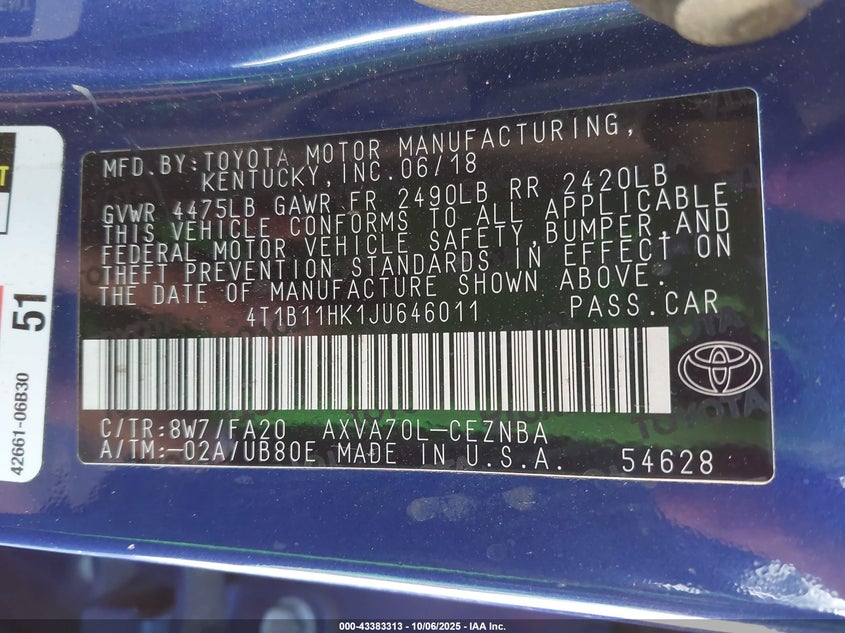 MFD.BY:TOYOTA MOTOR MANUFACTURING,
KENTUCKY, INC.06/18
GVWR 4475LB GAWR FR 2490LB RR 2420LB
THIS VEHICLE CONFORMS TO ALL APPLICABLE
FEDERAL MOTOR VEHICLE SAFETY,BUMPER,AND
THEFT PREVENTION STANDARDS IN EFFECT ON
THE DATE OF MANUFACTURE SHOWN ABOVE.
4T1B11HK1JU646011 PASS.CAR
C/TR:8W7/FA20 AXVA70L-CEZNBA
A/TM:-02A/UB80E MADE IN U.S.A. 54628
51
42661-06B30
000-43383313 - 10/06/2025 - IAA Inc.